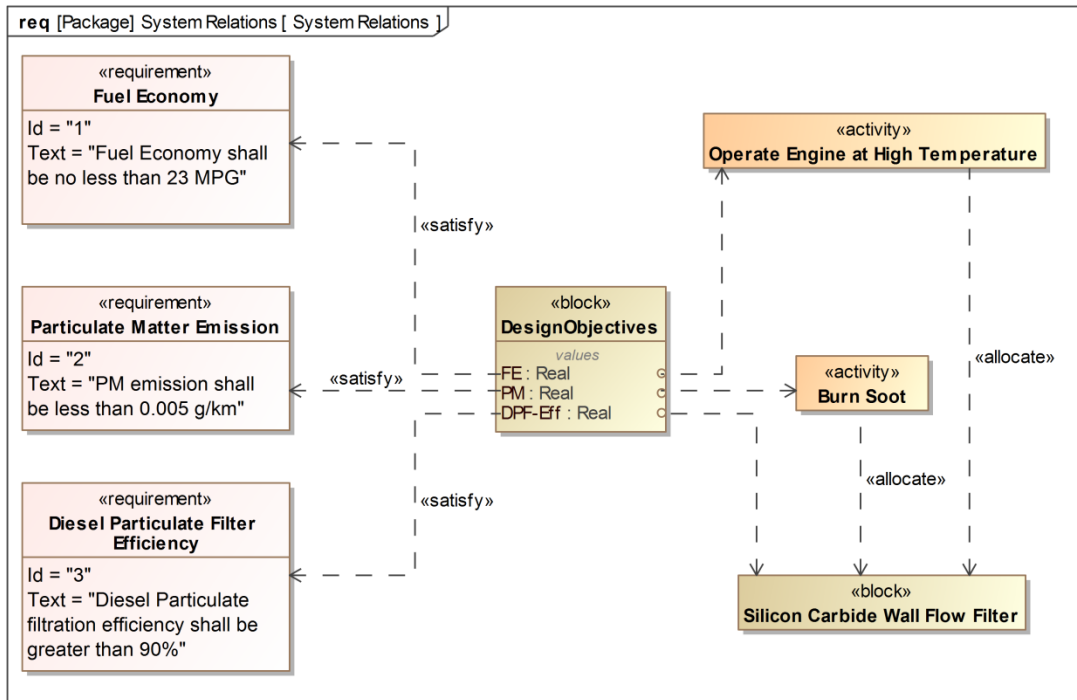 req [Package] System Relations [ System Relations ]
«requirement»
Fuel Economy
Id = "1"
Text = "Fuel Economy shall
be no less than 23 MPG"
«requirement»
Particulate Matter Emission
Id = "2"
Text = "PM emission shall
be less than 0.005 g/km"
«requirement»
Diesel Particulate Filter
Efficiency
Id = "3"
Text = "Diesel Particulate
filtration efficiency shall be
greater than 90%"
«satisfy»
«satisfy»
«satisfy»
«block»
DesignObjectives
values
FE : Real
PM : Real
DPF-Eff : Real
«activity»
Operate Engine at High Temperature
«allocate»
«activity»
Burn Soot
«allocate»
«block»
Silicon Carbide Wall Flow Filter